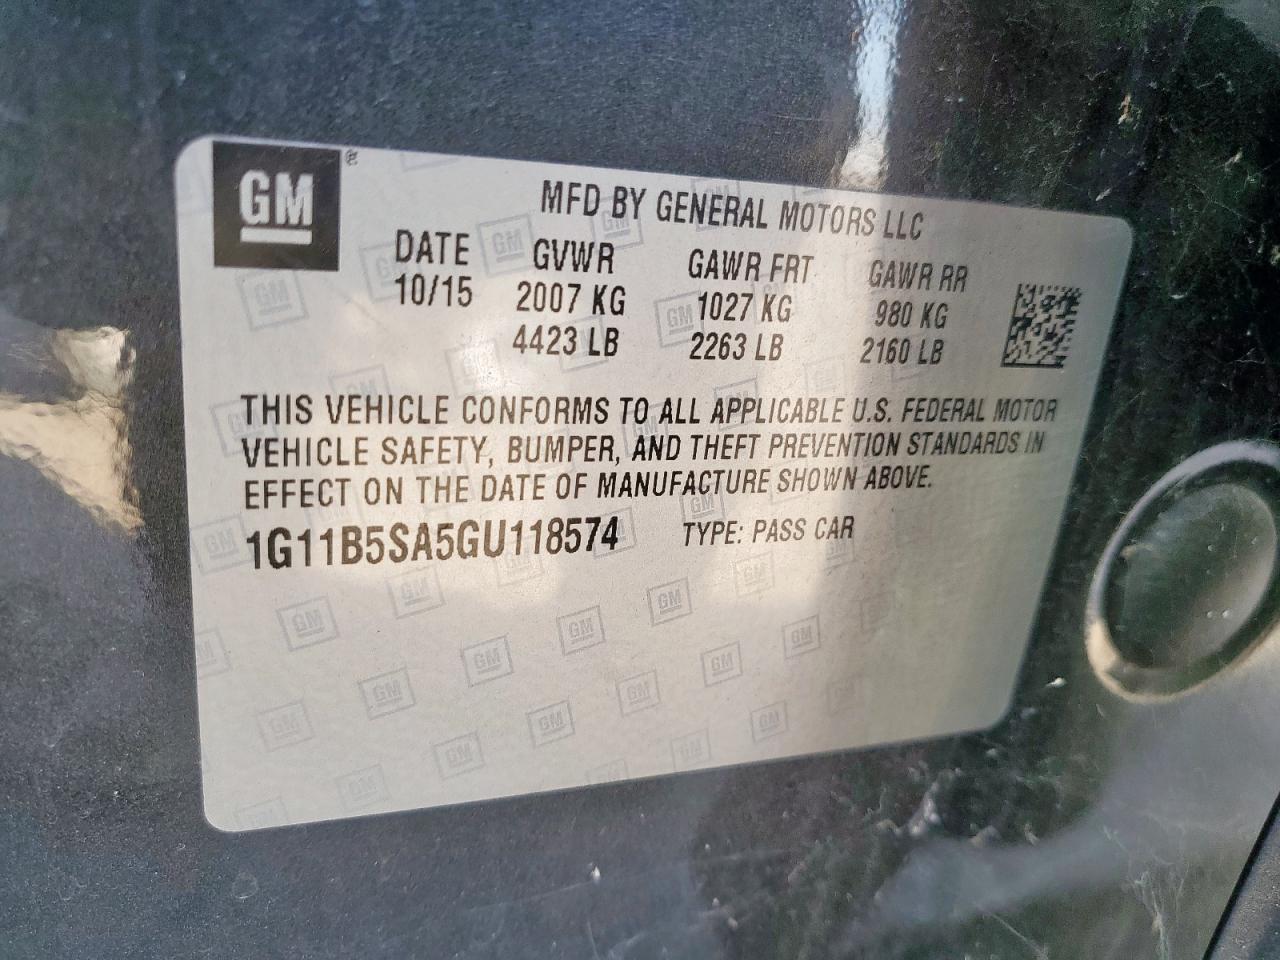 GM ®
MFD BY GENERAL MOTORS LLC
DATE GVWR GAWR FRT GAWR RR
10/15 2007 KG 1027 KG 980 KG
4423 LB 2263 LB 2160 LB
THIS VEHICLE CONFORMS TO ALL APPLICABLE U.S. FEDERAL MOTOR
VEHICLE SAFETY, BUMPER, AND THEFT PREVENTION STANDARDS IN
EFFECT ON THE DATE OF MANUFACTURE SHOWN ABOVE.
1G11B5SA5GU118574 TYPE: PASS CAR